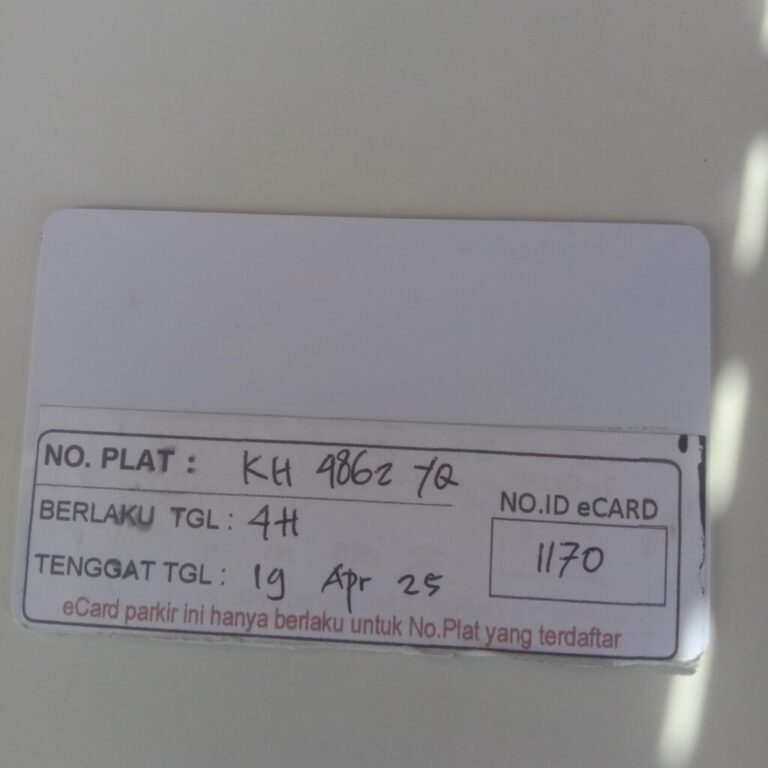 NO. PLAT : KH 4862 YQ
BERLAKU TGL : 4H
TENGGAT TGL : 19 Apr 25
NO.ID eCARD
1170
eCard parkir ini hanya berlaku untuk No.Plat yang terdaftar